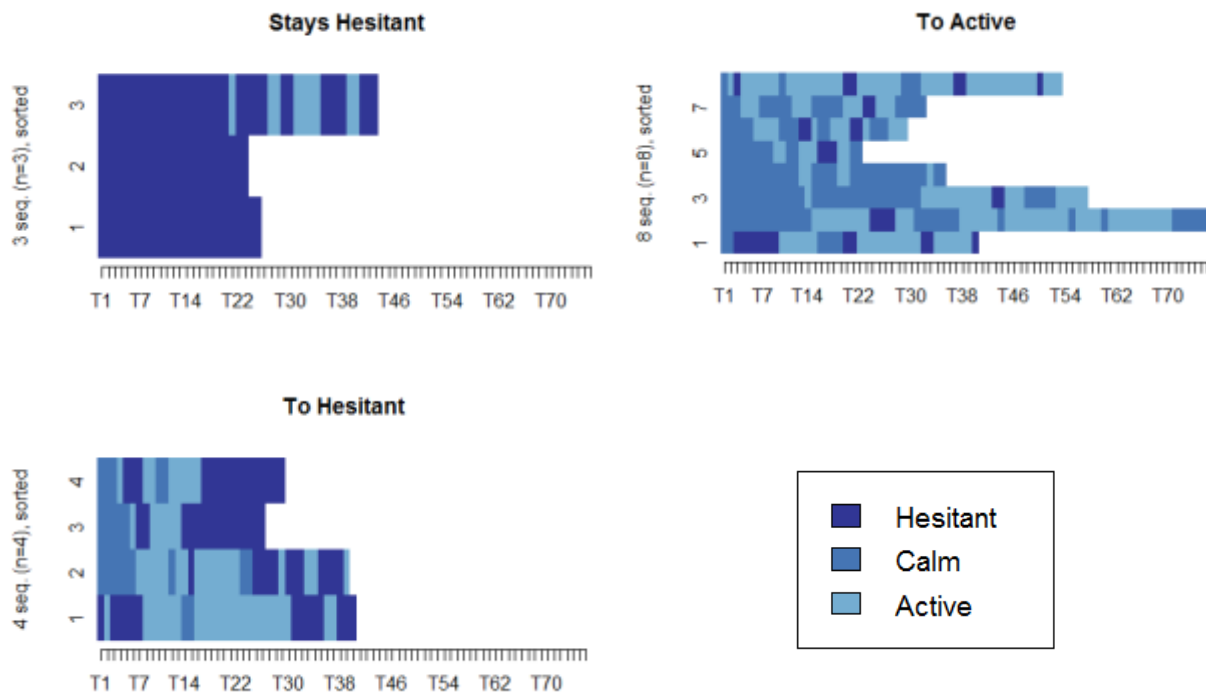 Stays Hesitant
3 seq. (n=3), sorted
3
2
1
T1 T7 T14 T22 T30 T38 T46 T54 T62 T70
To Active
8 seq. (n=8), sorted
7
5
3
1
T1 T7 T14 T22 T30 T38 T46 T54 T62 T70
To Hesitant
4 seq. (n=4), sorted
4
3
2
1
T1 T7 T14 T22 T30 T38 T46 T54 T62 T70
Hesitant
Calm
Active